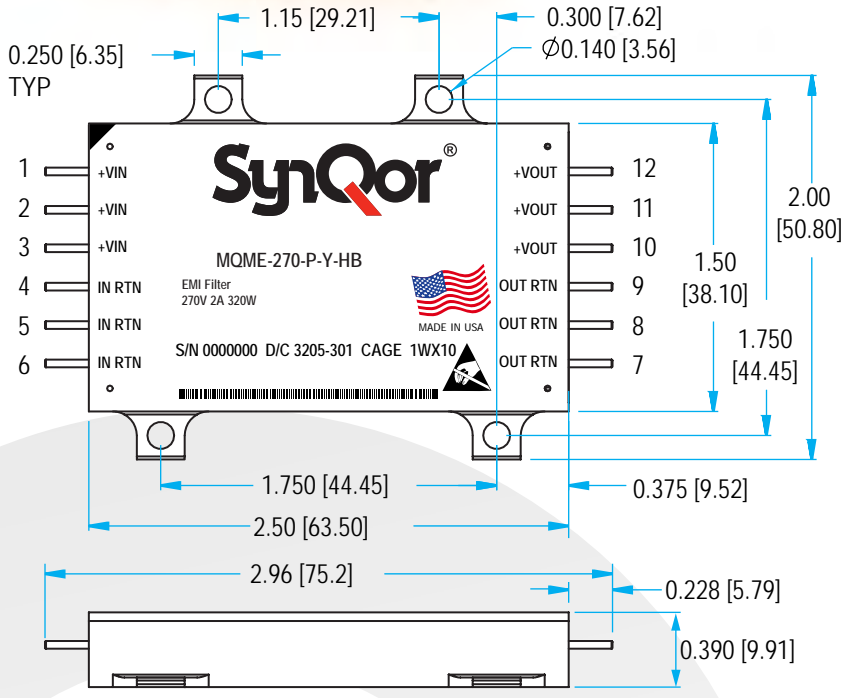 1.15 [29.21]
0.300 [7.62]
0.250 [6.35]
TYP
Ø0.140 [3.56]
SynQor®
1 +VIN
2 +VIN
3 +VIN
4 IN RTN
5 IN RTN
6 IN RTN
+VOUT 12
+VOUT 11
+VOUT 10
OUT RTN 9
OUT RTN 8
OUT RTN 7
MQME-270-P-Y-HB
EMI Filter
270V 2A 320W
MADE IN USA
S/N 0000000 D/C 3205-301 CAGE 1WX10
2.00
[50.80]
1.50
[38.10]
1.750
[44.45]
1.750 [44.45]
0.375 [9.52]
2.50 [63.50]
2.96 [75.2]
0.228 [5.79]
0.390 [9.91]